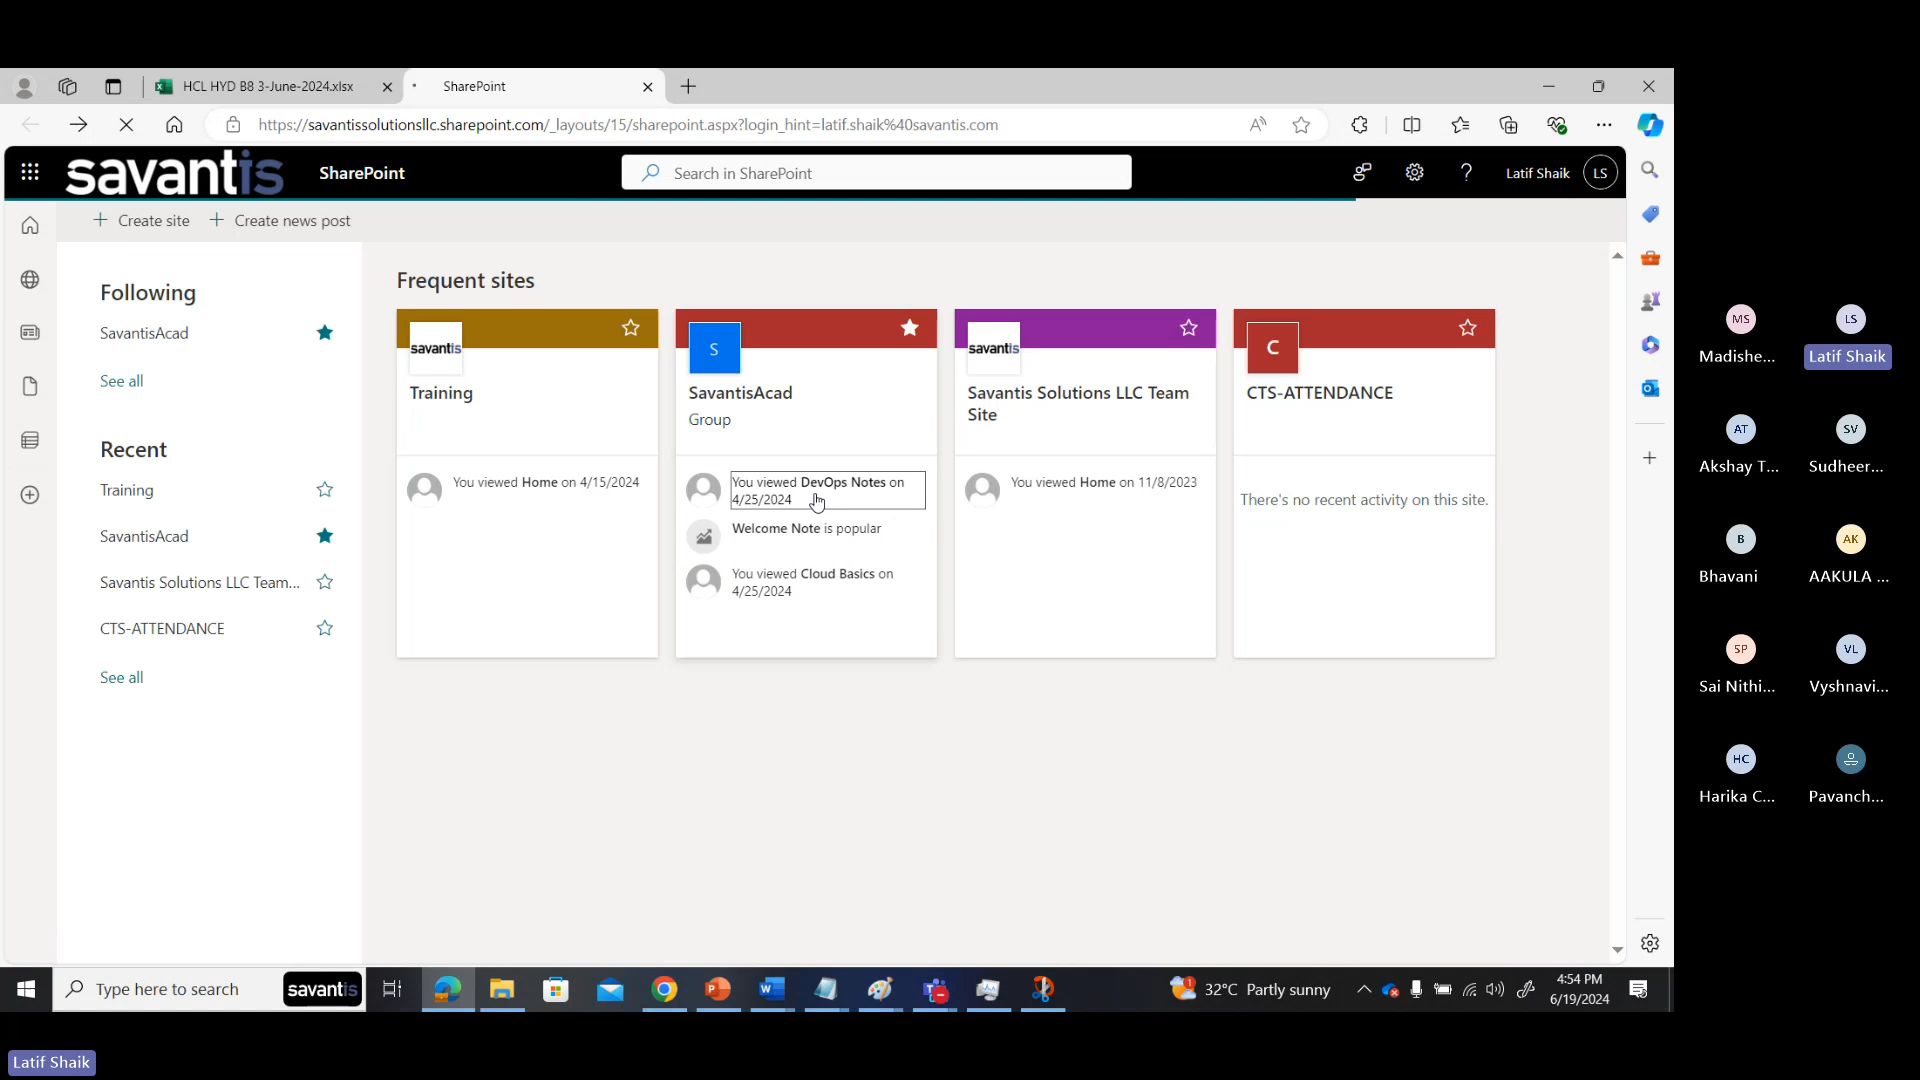 HCL HYD B8 3-June-2024.xlsx
SharePoint
https://savantissolutionsllc.sharepoint.com/_layouts/15/sharepoint.aspx?login_hint=latif.shaik%40savantis.com
savantis
SharePoint
Search in SharePoint
Latif Shaik
LS
Create site
Create news post
Following
SavantisAcad
See all
Recent
Training
SavantisAcad
Savantis Solutions LLC Team...
CTS-ATTENDANCE
See all
Frequent sites
savantis
Training
You viewed Home on 4/15/2024
S
SavantisAcad
Group
You viewed DevOps Notes on
4/25/2024
Welcome Note is popular
You viewed Cloud Basics on
4/25/2024
savantis
Savantis Solutions LLC Team
Site
You viewed Home on 11/8/2023
C
CTS-ATTENDANCE
There's no recent activity on this site.
MS
Madishe...
LS
Latif Shaik
AT
Akshay T...
SV
Sudheer...
B
Bhavani
AK
AAKULA ...
SP
Sai Nithi...
VL
Vyshnavi...
HC
Harika C...
Pavanch...
Type here to search
savantis
32°C Partly sunny
4:54 PM
6/19/2024
Latif Shaik